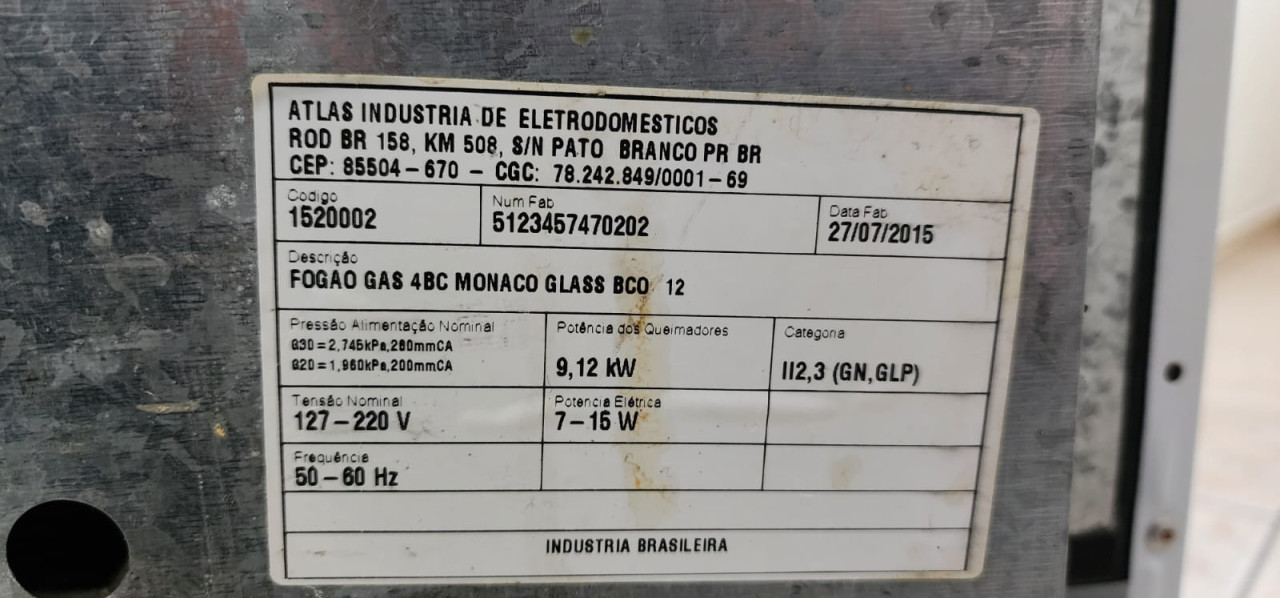 ATLAS INDUSTRIA DE ELETRODOMESTICOS
ROD BR 158, KM 508, S/N PATO BRANCO PR BR
CEP: 85504-670 - CGC: 78.242.849/0001-69
Codigo
1520002
Num Fab
5123457470202
Data Fab
27/07/2015
Descrição
FOGAO GAS 4BC MONACO GLASS BCO 12
Pressão Alimentação Nominal
G30=2,745kPa,280mmCA
G20=1,960kPa,200mmCA
Potência dos Queimadores
9,12 kW
Categoria
II2,3 (GN,GLP)
Tensão Nominal
127-220 V
Potencia Elétrica
7-15 W
Frequência
50-60 Hz
INDUSTRIA BRASILEIRA